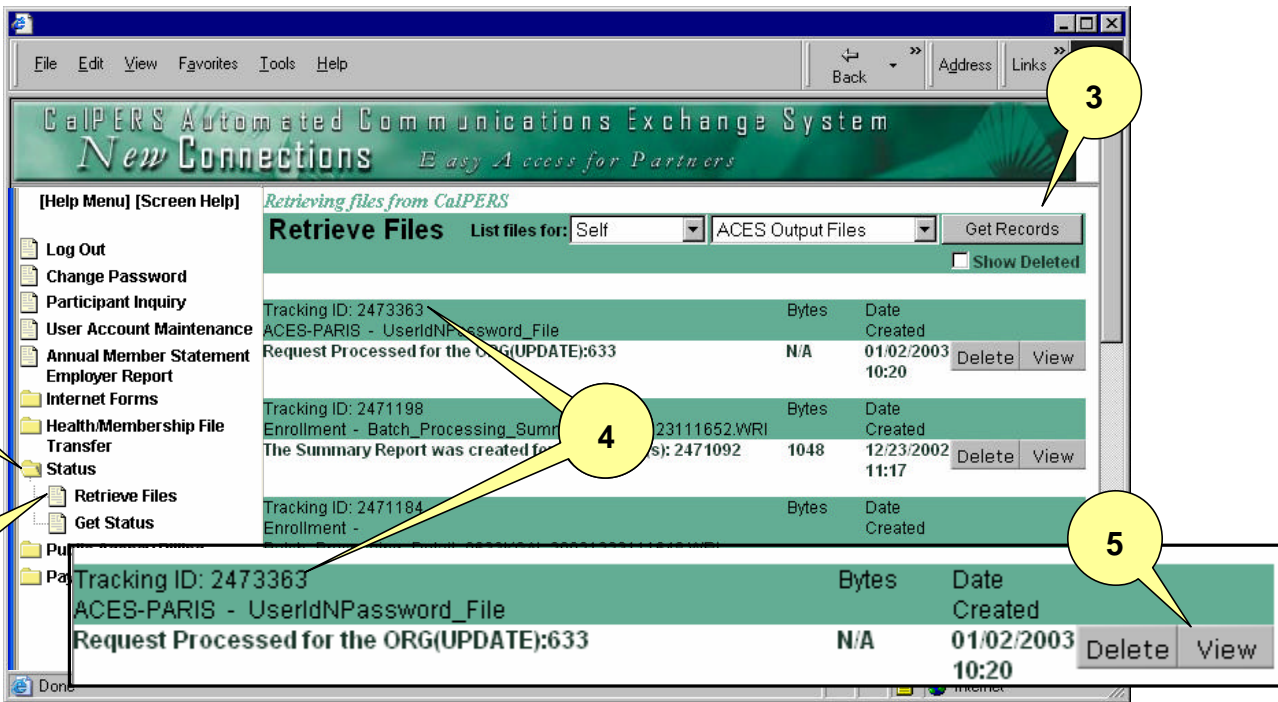 File Edit View Favorites Tools Help
Back
»
Address
Links
»
3
CalPERS Automated Communications Exchange System
New Connections Easy Access for Partners
[Help Menu] [Screen Help]
Log Out
Change Password
Participant Inquiry
User Account Maintenance
Annual Member Statement
Employer Report
Internet Forms
Health/Membership File
Transfer
Status
Retrieve Files
Get Status
Retrieving files from CalPERS
Retrieve Files List files for: Self ACES Output Files Get Records
Show Deleted
Tracking ID: 2473363 Bytes Date
ACES-PARIS - UserIdNPassword_File Created
Request Processed for the ORG(UPDATE):633 N/A 01/02/2003 Delete View
10:20
Tracking ID: 2471198 Bytes Date
Enrollment - Batch_Processing_Summ 23111652.WRI Created
The Summary Report was created fo (s): 2471092 1048 12/23/2002 Delete View
11:17
4
Tracking ID: 2471184 Bytes Date
Enrollment - Created
5
Tracking ID: 2473363 Bytes Date
ACES-PARIS - UserIdNPassword_File Created
Request Processed for the ORG(UPDATE):633 N/A 01/02/2003 Delete View
10:20
Done Internet